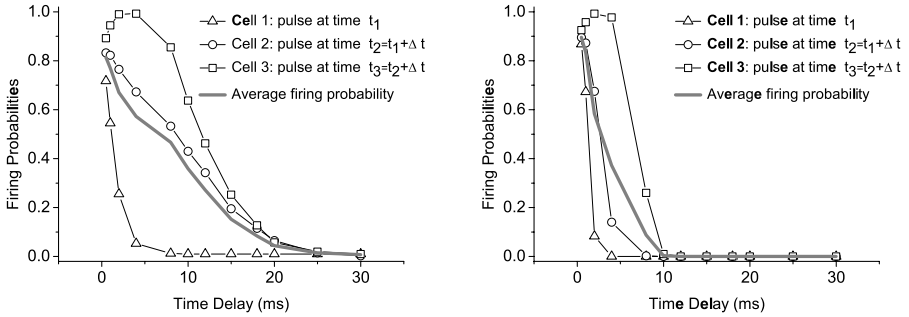 Firing Probabilities
1.0
0.8
0.6
0.4
0.2
0.0
Cell 1: pulse at time t1
Cell 2: pulse at time t2=t1+Δ t
Cell 3: pulse at time t3=t2+Δ t
Average firing probability
0
10
20
30
Time Delay (ms)
Firing Probabilities
1.0
0.8
0.6
0.4
0.2
0.0
Cell 1: pulse at time t1
Cell 2: pulse at time t2=t1+Δ t
Cell 3: pulse at time t3=t2+Δ t
Average firing probability
0
10
20
30
Time Delay (ms)